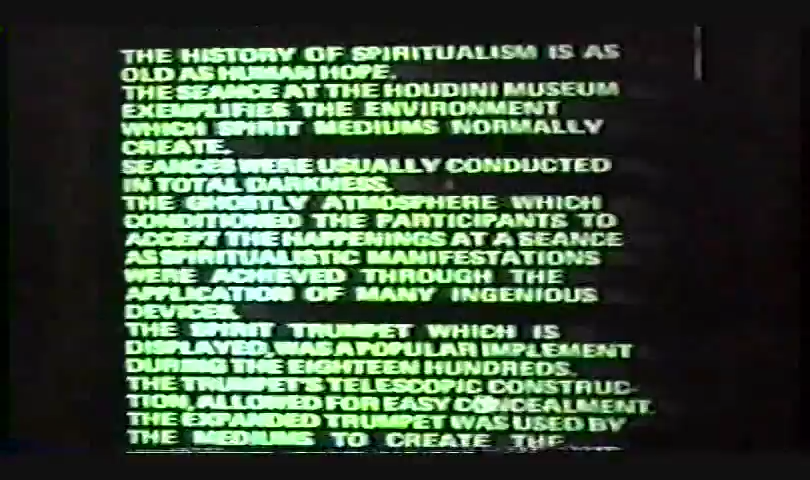 THE HISTORY OF SPIRITUALISM IS AS
OLD AS HUMAN HOPE.
THE SEANCE AT THE HOUDINI MUSEUM
EXEMPLIFIES THE ENVIRONMENT
WHICH SPIRIT MEDIUMS NORMALLY
CREATE.
SEANCES WERE USUALLY CONDUCTED
IN TOTAL DARKNESS.
THE GHOSTLY ATMOSPHERE WHICH
CONDITIONED THE PARTICIPANTS TO
ACCEPT THE HAPPENINGS AT A SEANCE
AS SPIRITUALISTIC MANIFESTATIONS
WERE ACHIEVED THROUGH THE
APPLICATION OF MANY INGENIOUS
DEVICES.
THE SPIRIT TRUMPET WHICH IS
DISPLAYED, WAS A POPULAR IMPLEMENT
DURING THE EIGHTEEN HUNDREDS.
THE TRUMPET'S TELESCOPIC CONSTRUC-
TION, ALLOWED FOR EASY CONCEALMENT.
THE EXPANDED TRUMPET WAS USED BY
THE MEDIUMS TO CREATE THE